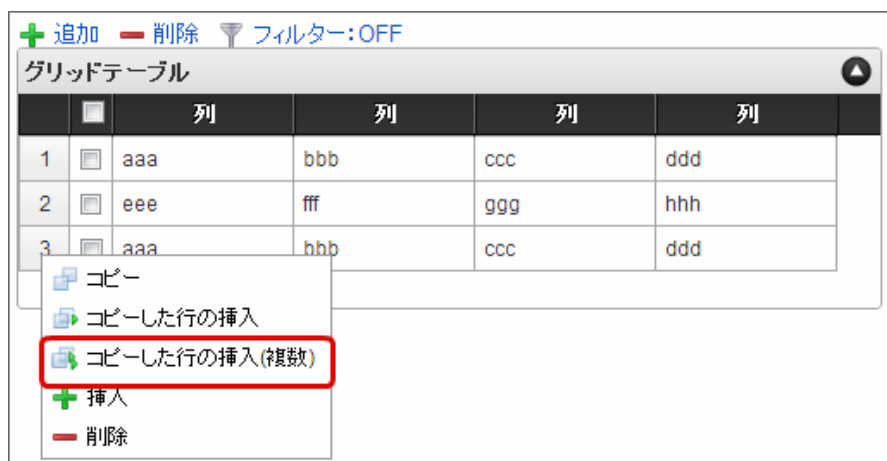 追加 削除 フィルター:OFF
グリッドテーブル
列 列 列 列
1 aaa bbb ccc ddd
2 eee fff ggg hhh
3 aaa bbb ccc ddd
コピー
コピーした行の挿入
コピーした行の挿入(複数)
挿入
削除